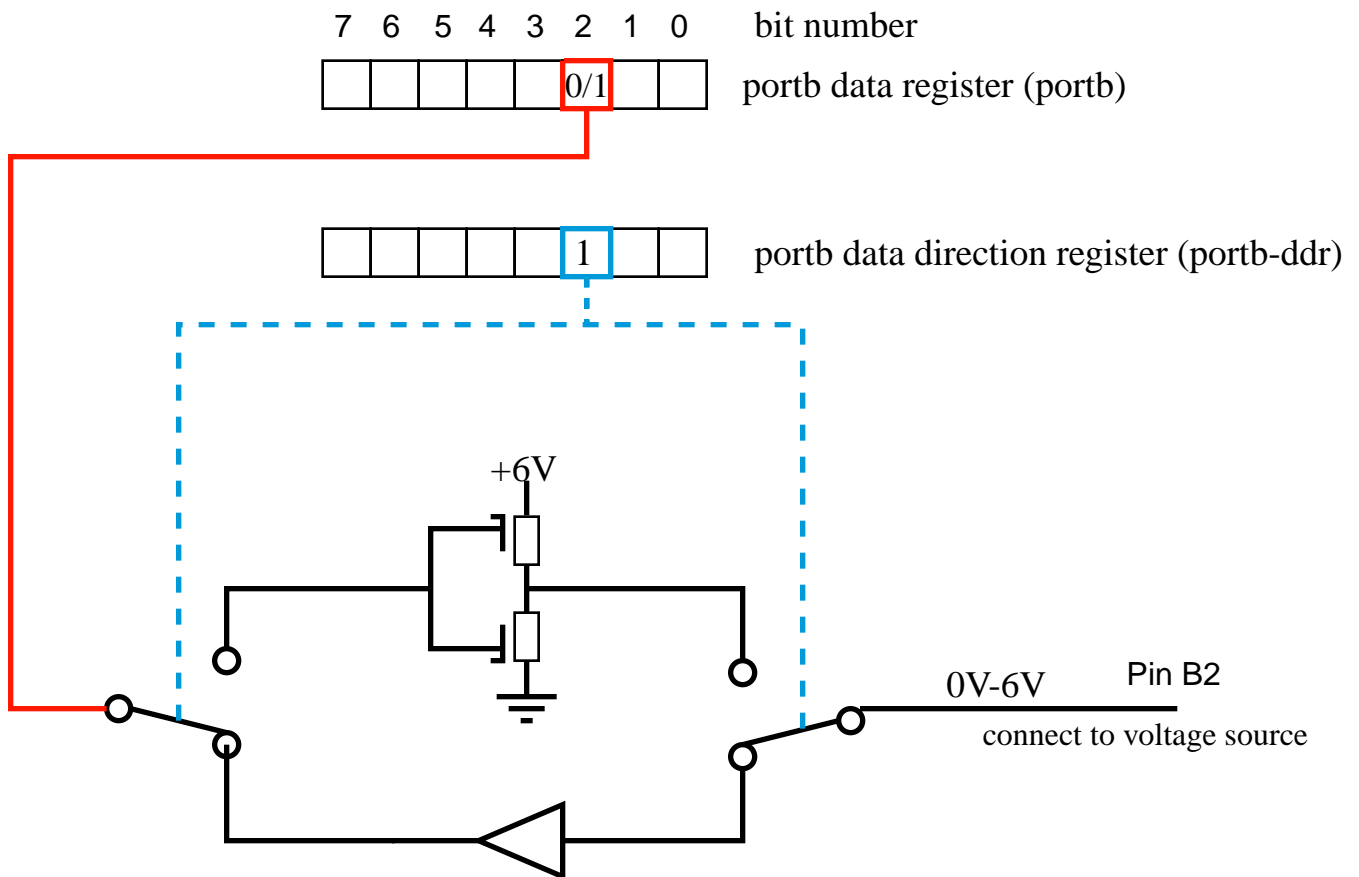 7 6 5 4 3 2 1 0 bit number
0/1 portb data register (portb)
1 portb data direction register (portb-ddr)
+6V
0V-6V Pin B2
connect to voltage source